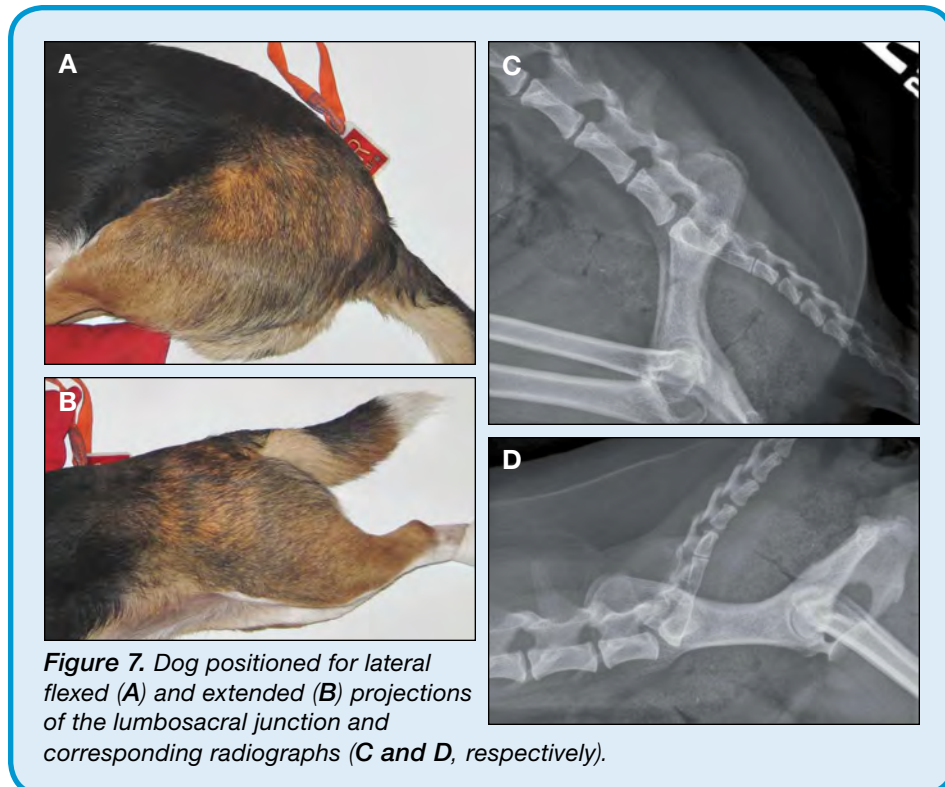 A
B
C
D
Figure 7. Dog positioned for lateral
flexed (A) and extended (B) projections
of the lumbosacral junction and
corresponding radiographs (C and D, respectively).